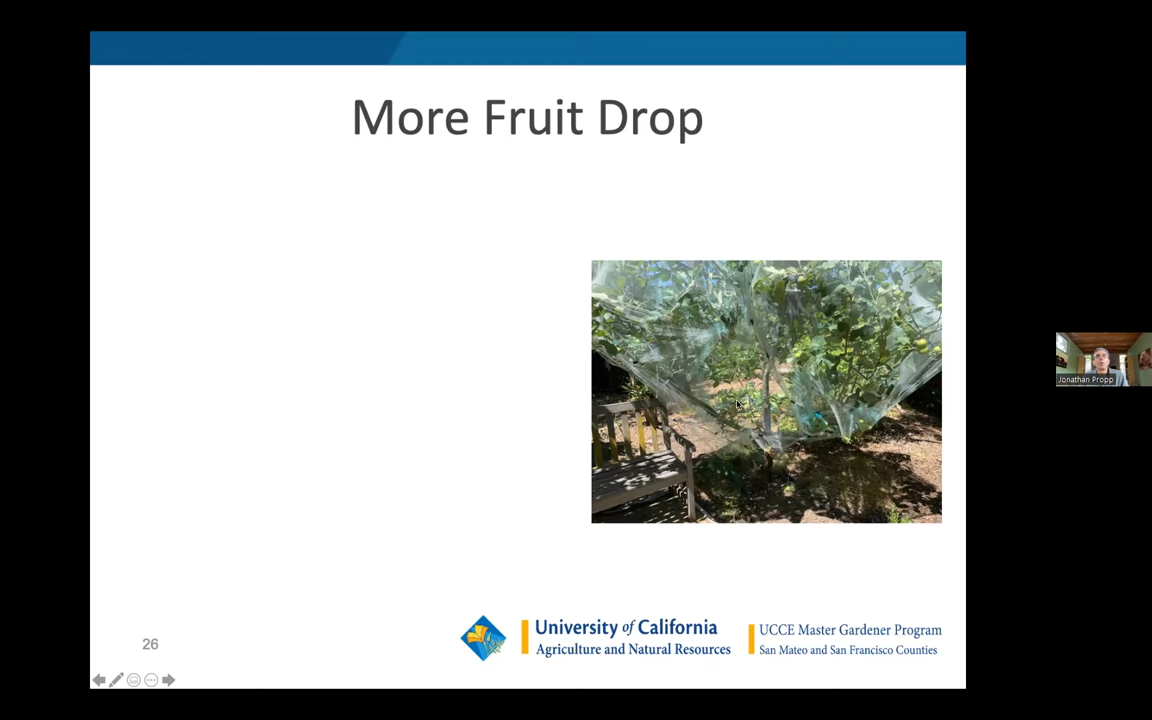 More Fruit Drop
Jonathan Propp
26
University of California
Agriculture and Natural Resources
UCCE Master Gardener Program
San Mateo and San Francisco Counties